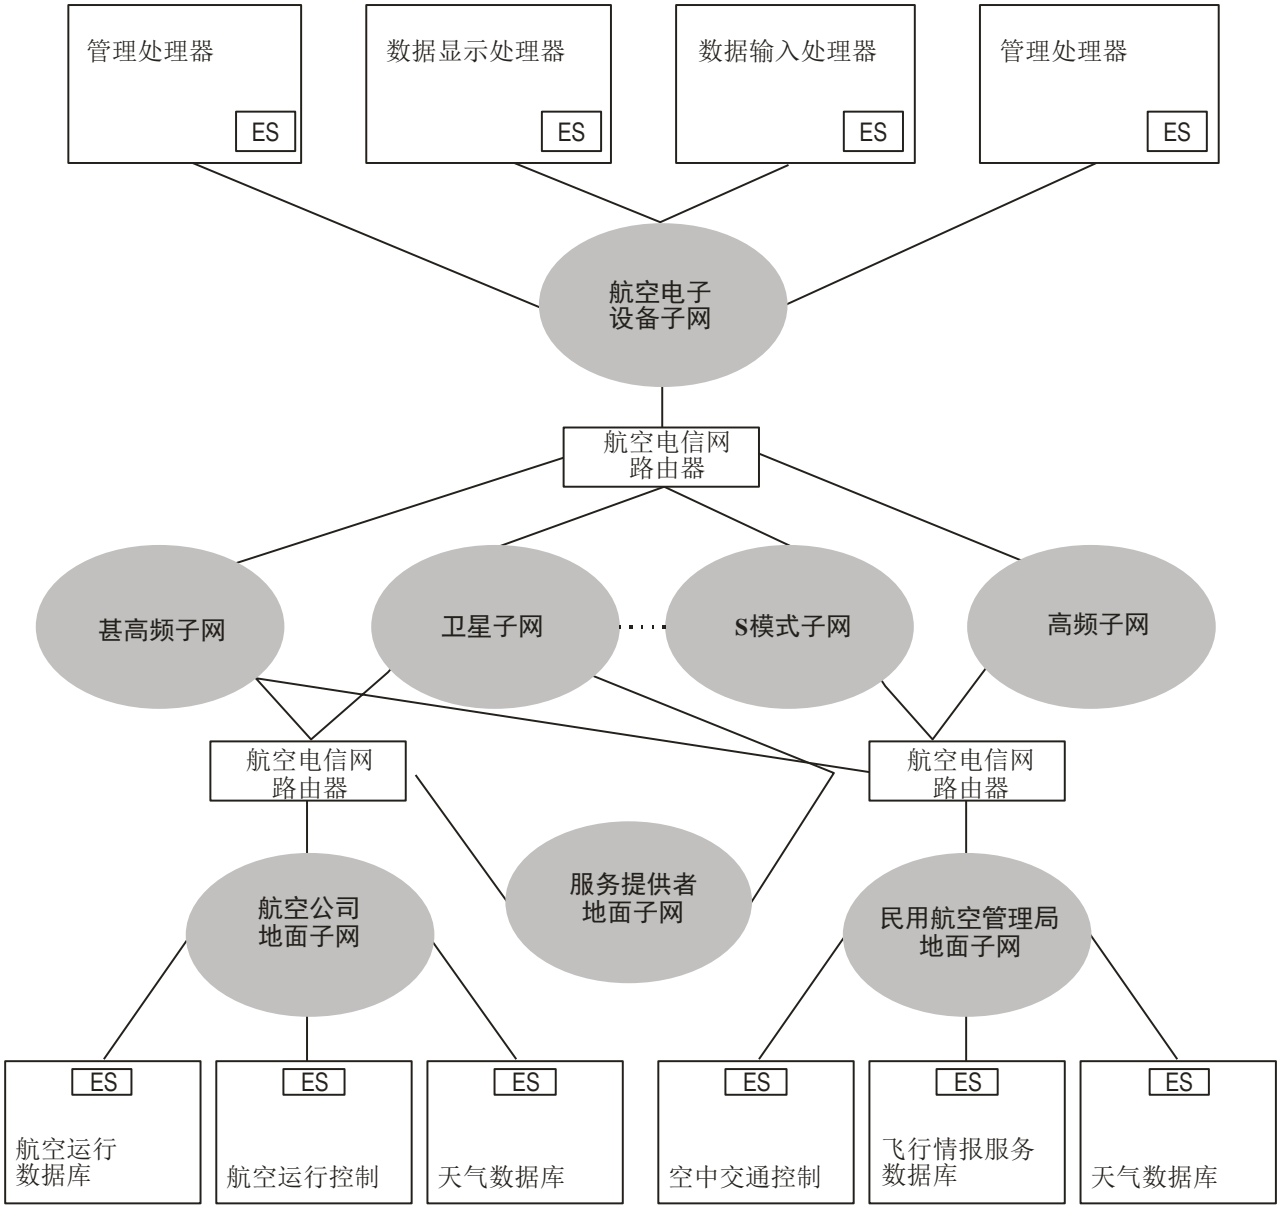 管理处理器
数据显示处理器
数据输入处理器
管理处理器
ES
ES
ES
ES
航空电子
设备子网
航空电信网
路由器
甚高频子网
卫星子网
S模式子网
高频子网
航空电信网
路由器
航空电信网
路由器
航空公司
地面子网
服务提供者
地面子网
民用航空管理局
地面子网
ES
航空运行
数据库
ES
航空运行控制
ES
天气数据库
ES
空中交通控制
ES
飞行情报服务
数据库
ES
天气数据库